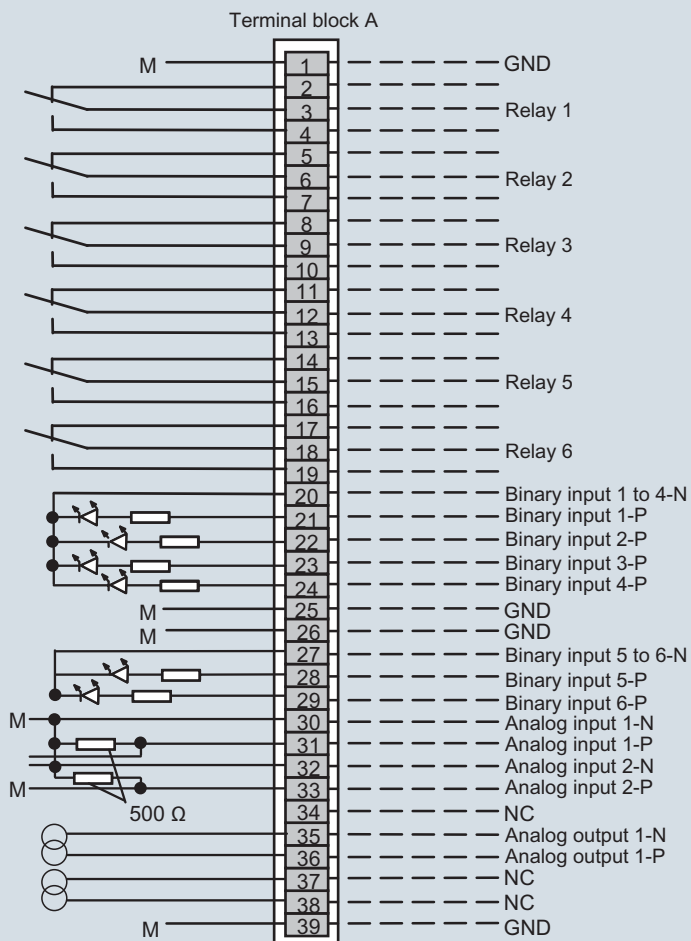 Terminal block A
M 1 GND
2
3 Relay 1
4
5
6 Relay 2
7
8
9 Relay 3
10
11
12 Relay 4
13
14
15 Relay 5
16
17
18 Relay 6
19
20 Binary input 1 to 4-N
21 Binary input 1-P
22 Binary input 2-P
23 Binary input 3-P
24 Binary input 4-P
M 25 GND
M 26 GND
27 Binary input 5 to 6-N
28 Binary input 5-P
29 Binary input 6-P
M 30 Analog input 1-N
31 Analog input 1-P
32 Analog input 2-N
M 33 Analog input 2-P
500 Ω 34 NC
35 Analog output 1-N
36 Analog output 1-P
37 NC
38 NC
M 39 GND